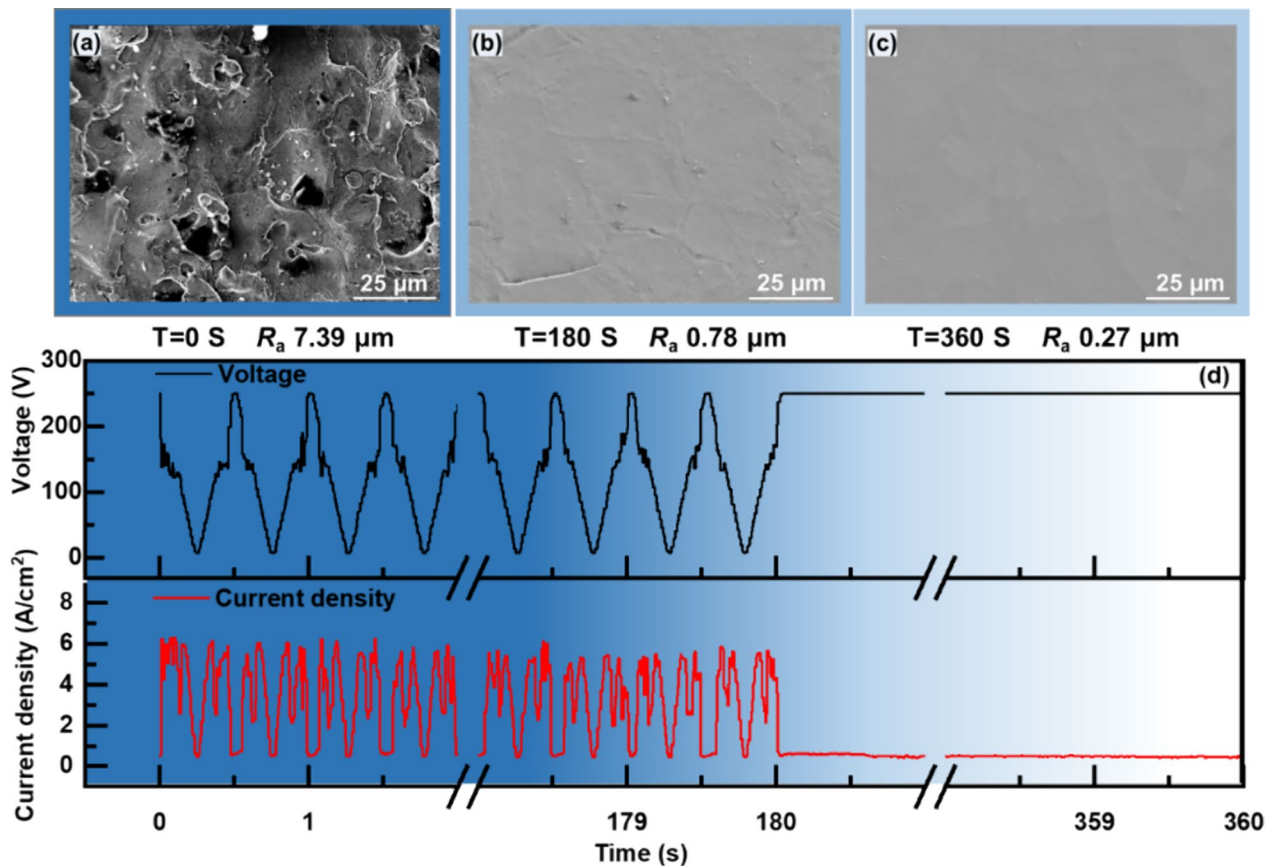 (a)
(b)
(c)
25 μm
25 μm
25 μm
T=0 S Ra 7.39 μm
T=180 S Ra 0.78 μm
T=360 S Ra 0.27 μm
300
Voltage
(d)
200
100
0
Voltage (V)
Current density
8
6
4
2
0
Current density (A/cm²)
0 1 179 180 359 360
Time (s)